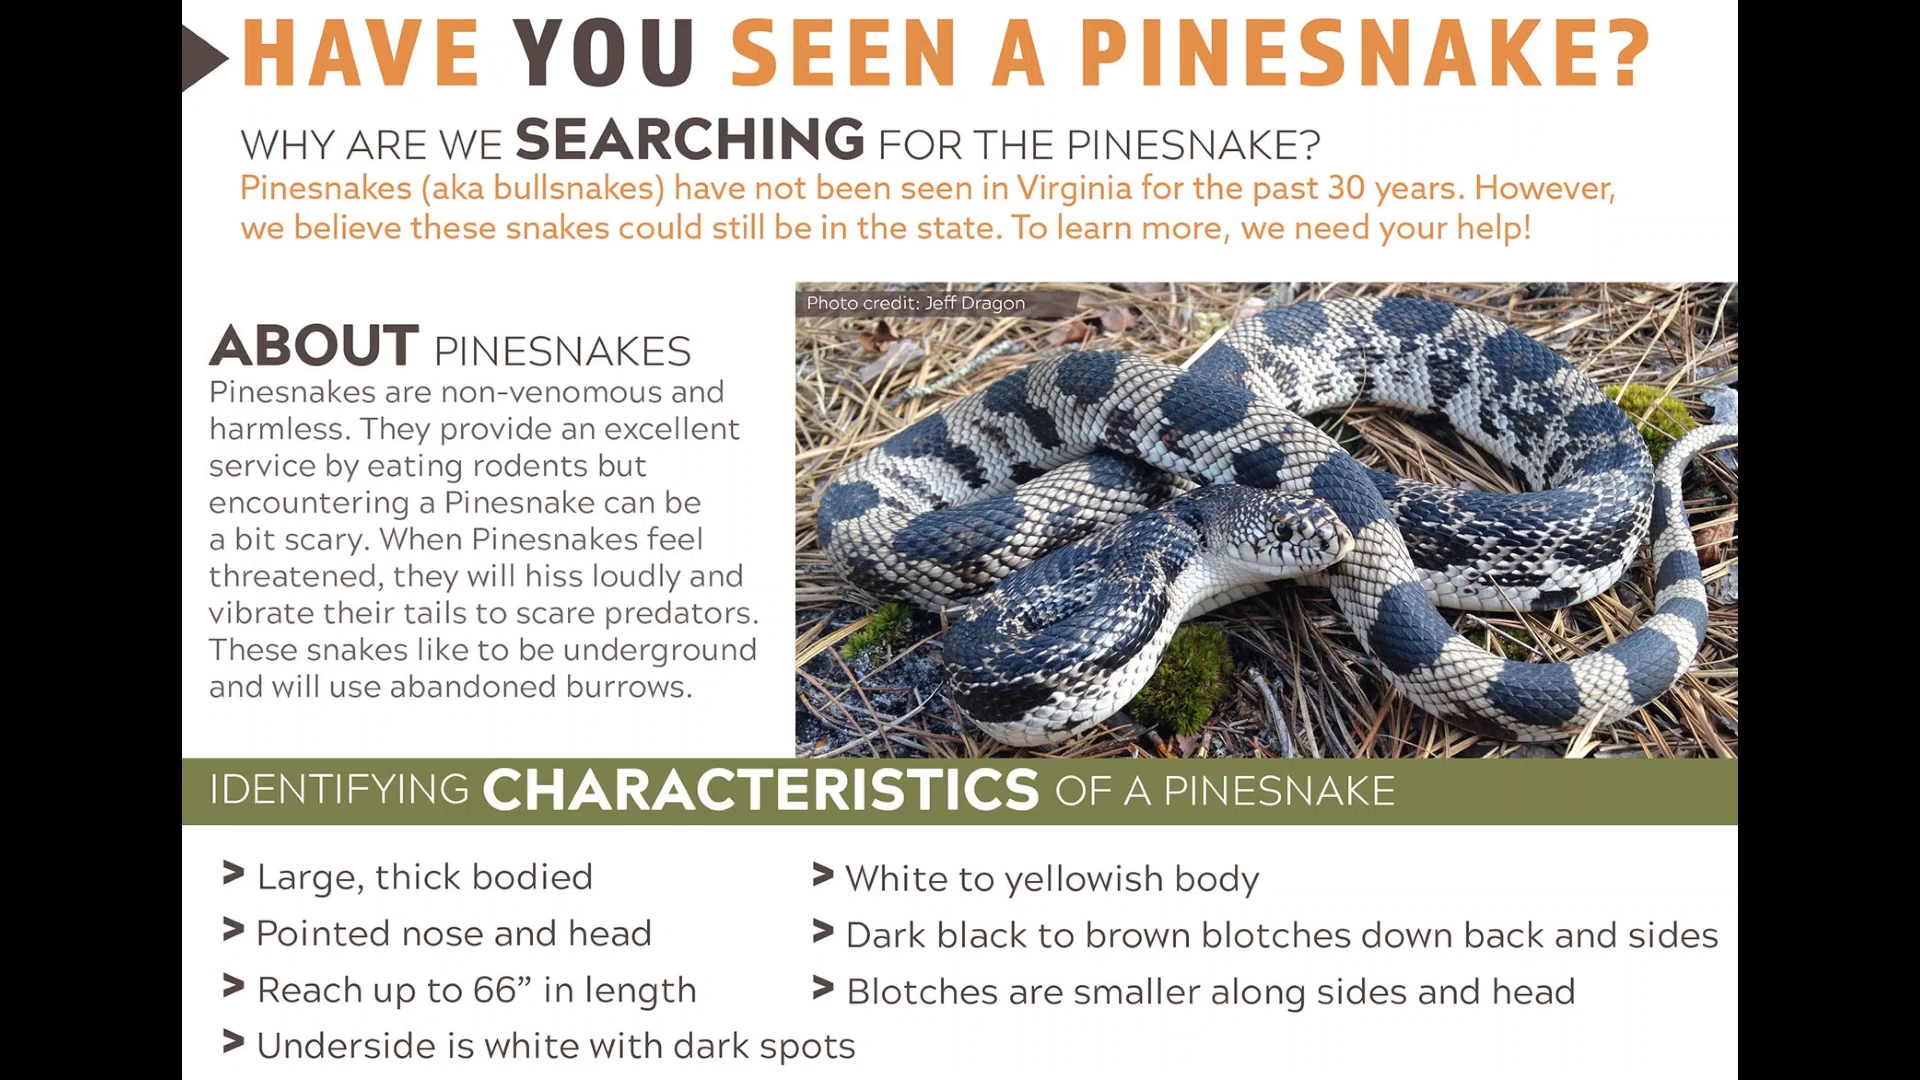 HAVE YOU SEEN A PINESNAKE?
WHY ARE WE SEARCHING FOR THE PINESNAKE?
Pinesnakes (aka bullsnakes) have not been seen in Virginia for the past 30 years. However,
we believe these snakes could still be in the state. To learn more, we need your help!
Photo credit: Jeff Dragon
ABOUT PINESNAKES
Pinesnakes are non-venomous and
harmless. They provide an excellent
service by eating rodents but
encountering a Pinesnake can be
a bit scary. When Pinesnakes feel
threatened, they will hiss loudly and
vibrate their tails to scare predators.
These snakes like to be underground
and will use abandoned burrows.
IDENTIFYING CHARACTERISTICS OF A PINESNAKE
> Large, thick bodied
> Pointed nose and head
> Reach up to 66” in length
> Underside is white with dark spots
> White to yellowish body
> Dark black to brown blotches down back and sides
> Blotches are smaller along sides and head